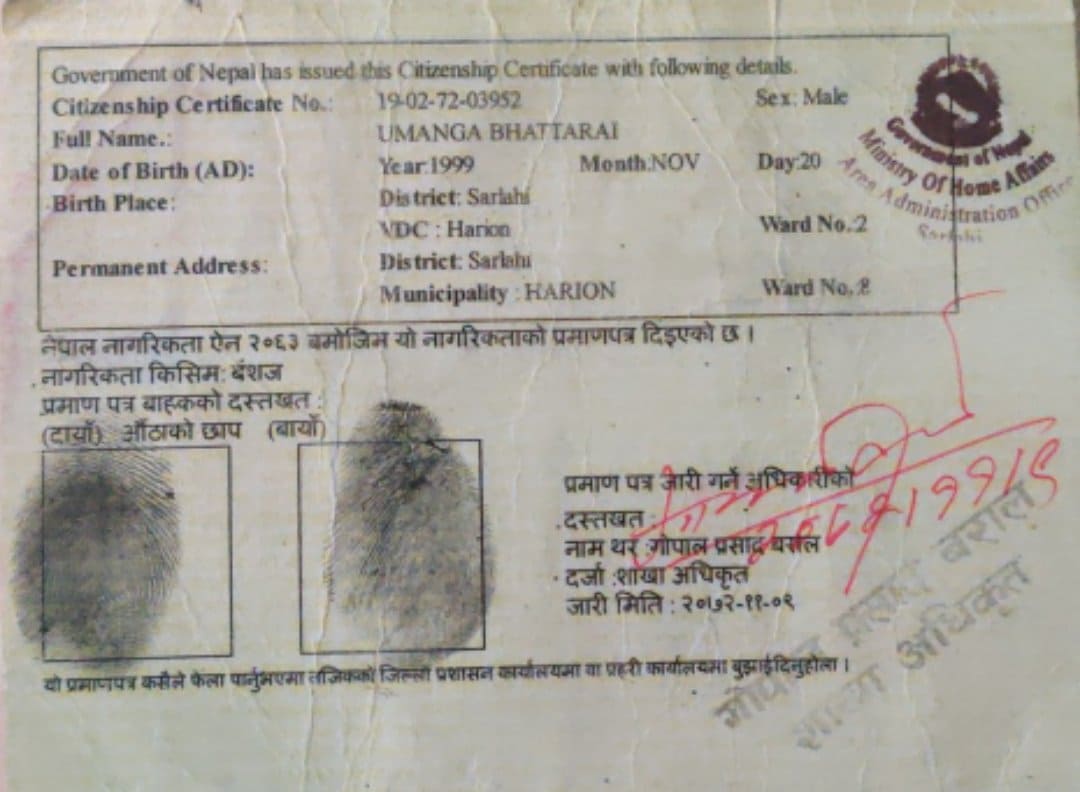 Government of Nepal has issued this Citizenship Certificate with following details.
Citizenship Certificate No.: 19-02-72-03952 Sex: Male
Full Name.: UMANGA BHATTARAI
Date of Birth (AD): Year:1999 Month:NOV Day:20
Birth Place: District: Sarlahi
VDC : Harion Ward No.2
Permanent Address: District: Sarlahi
Municipality : HARION Ward No.:8
Government of Nepal
Ministry Of Home Affairs
Area Administration Office
Sarlahi
नेपाल नागरिकता ऐन २०६३ बमोजिम यो नागरिकताको प्रमाणपत्र दिइएको छ ।
नागरिकता किसिम: बंशज
प्रमाण पत्र बाहकको दस्तखत :
(दायाँ) औंठाको छाप (बायाँ)
प्रमाण पत्र जारी गर्ने अधिकारीको
दस्तखत :
नाम थर :गोपाल प्रसाद बराल
दर्जा :शाखा अधिकृत
जारी मिति : २०७२-११-०९
यो प्रमाणपत्र कसैले फेला पार्नुभएमा नजिकको जिल्ला प्रशासन कार्यालयमा वा प्रहरी कार्यालयमा बुझाईदिनुहोला ।
गोपाल प्रसाद बराल
शाखा अधिकृत